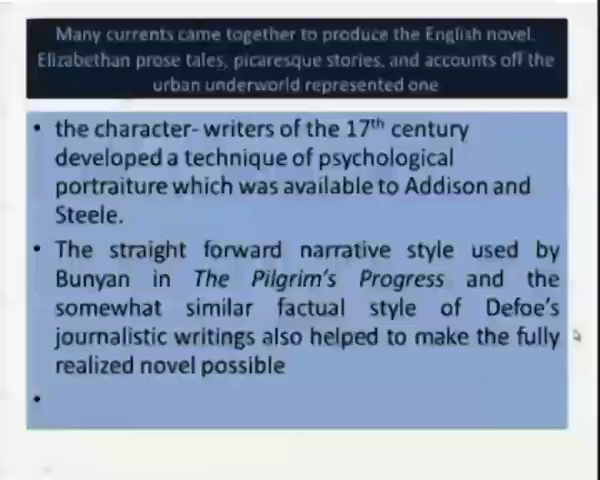 Many currents came together to produce the English novel.
Elizabethan prose tales, picaresque stories, and accounts off the
urban underworld represented one
• the character- writers of the 17th century
developed a technique of psychological
portraiture which was available to Addison and
Steele.
• The straight forward narrative style used by
Bunyan in The Pilgrim's Progress and the
somewhat similar factual style of Defoe's
journalistic writings also helped to make the fully
realized novel possible
•